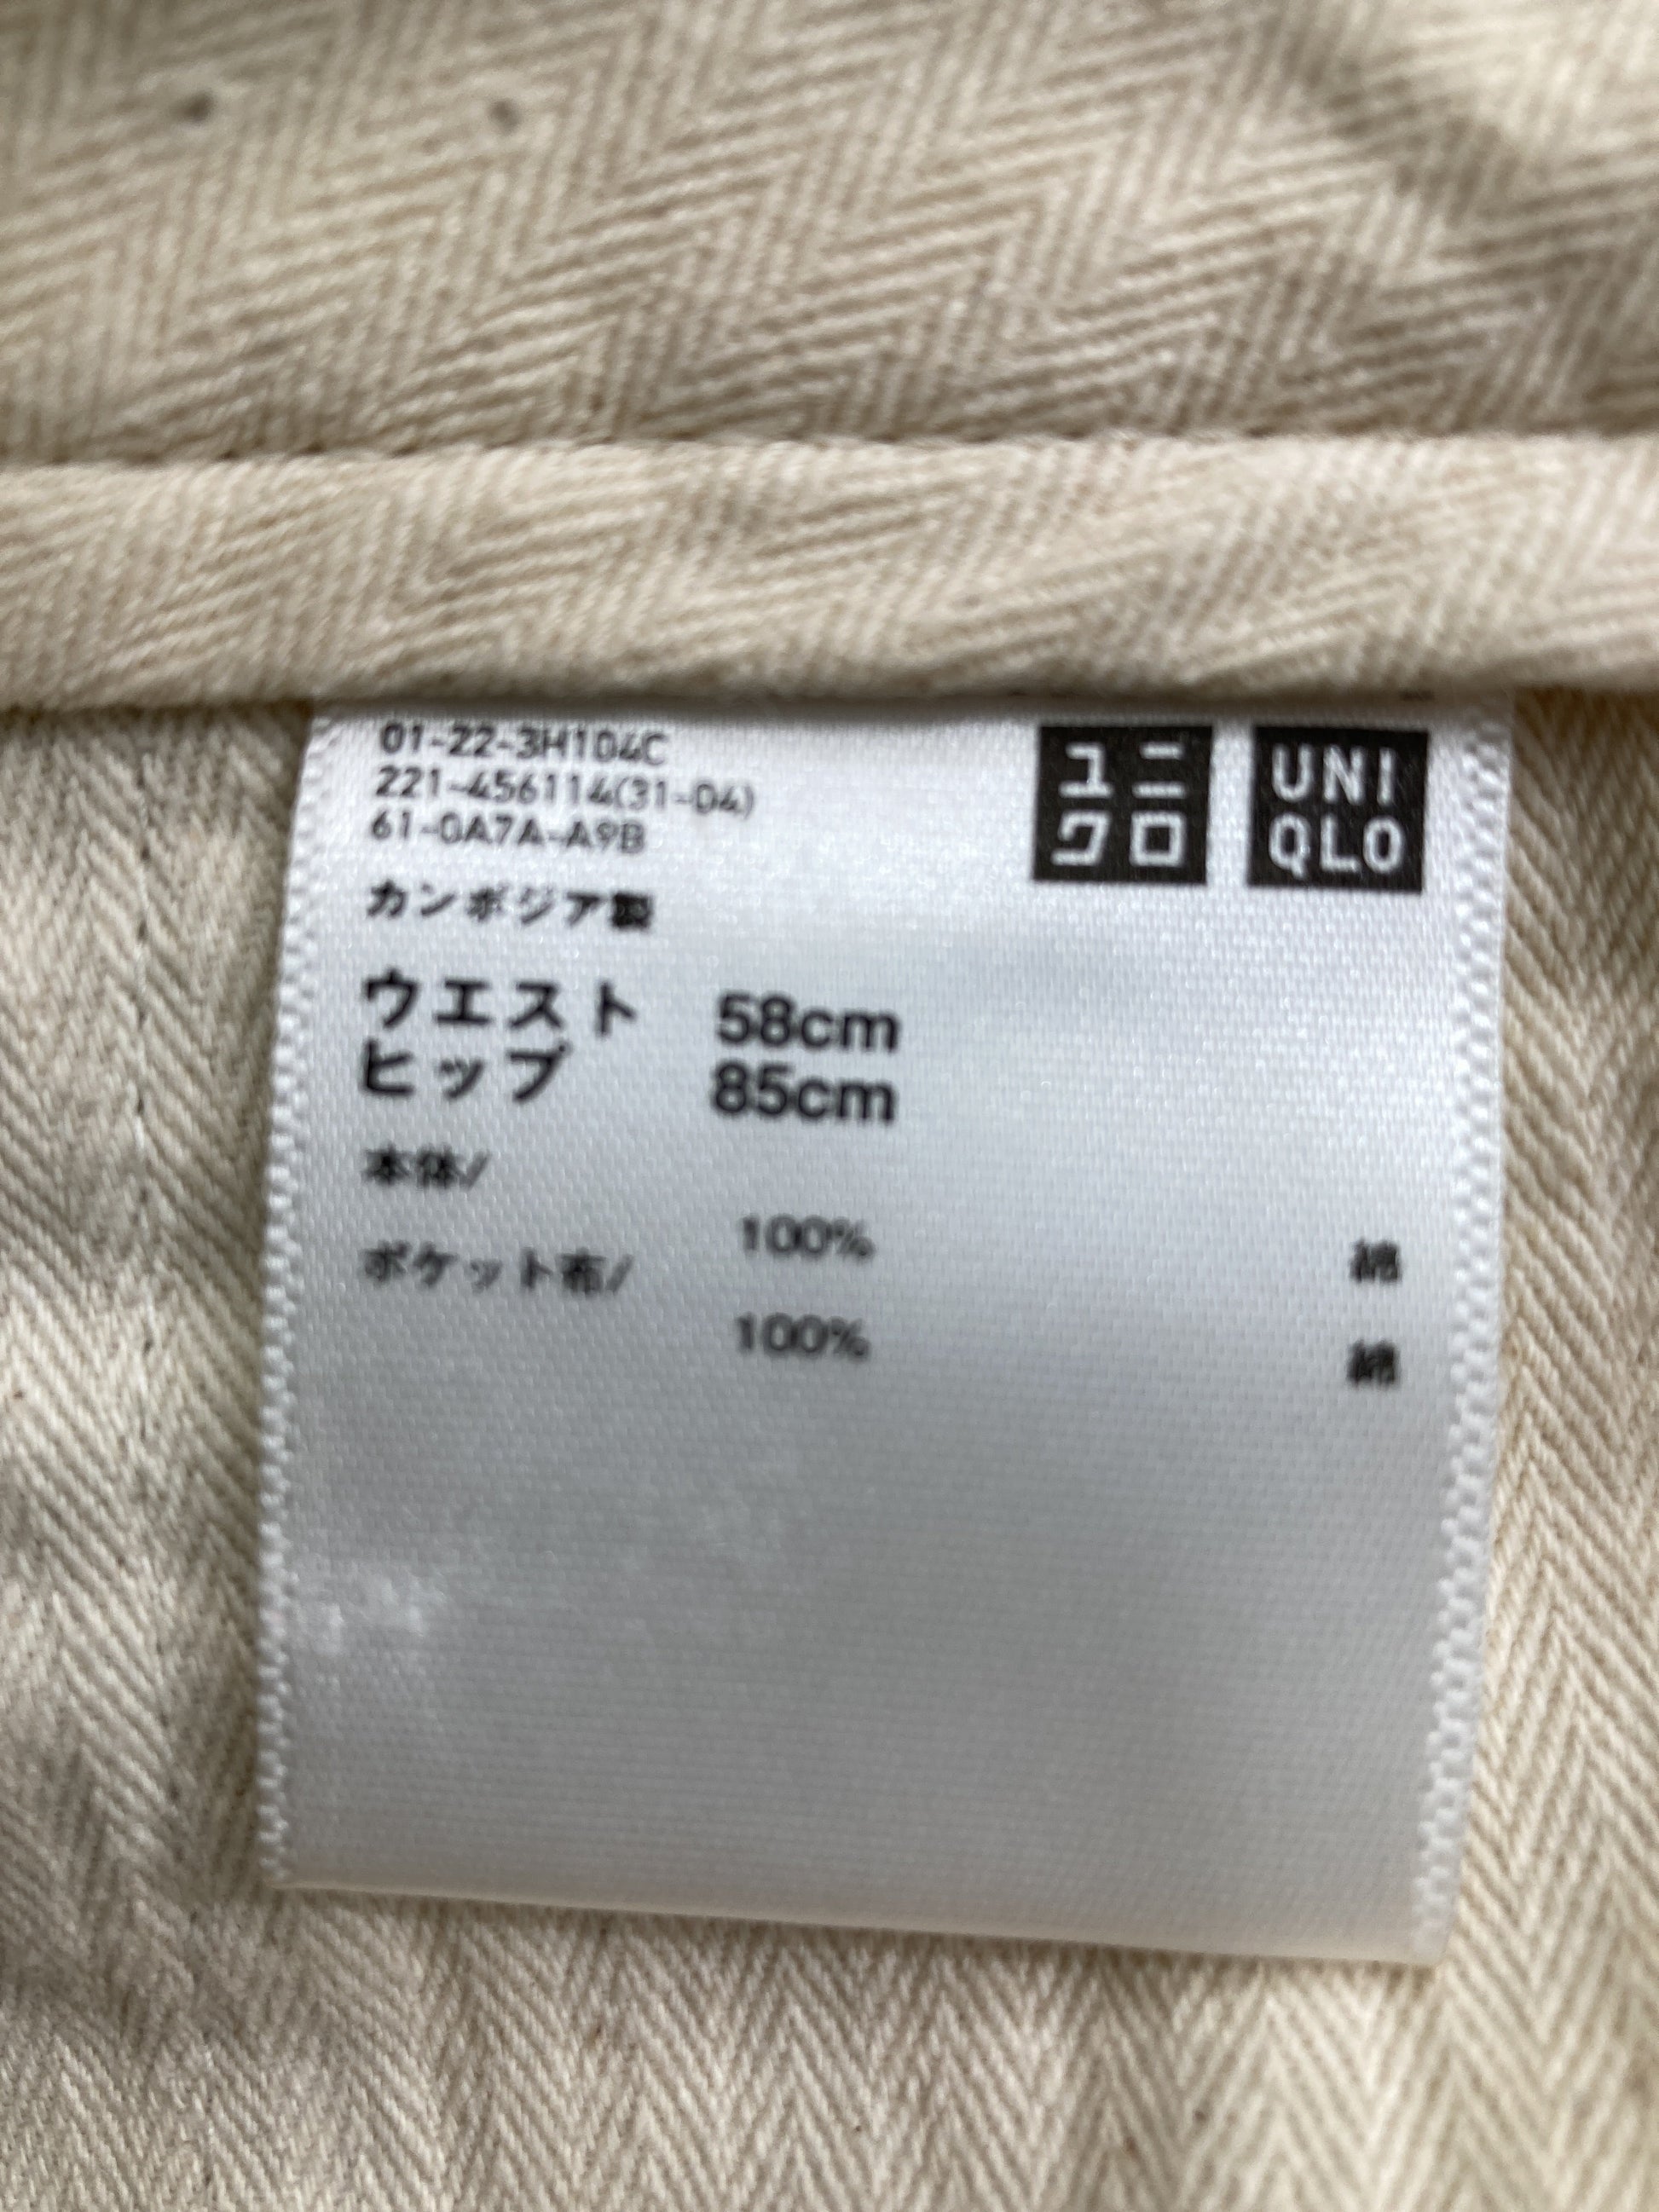 01-22-3H104C
221-456114(31-04)
61-0A7A-A9B
ユニ
クロ
UNI
QLO
カンボジア製
ウエスト 58cm
ヒップ 85cm
本体/
100% 綿
ポケット布/
100% 綿